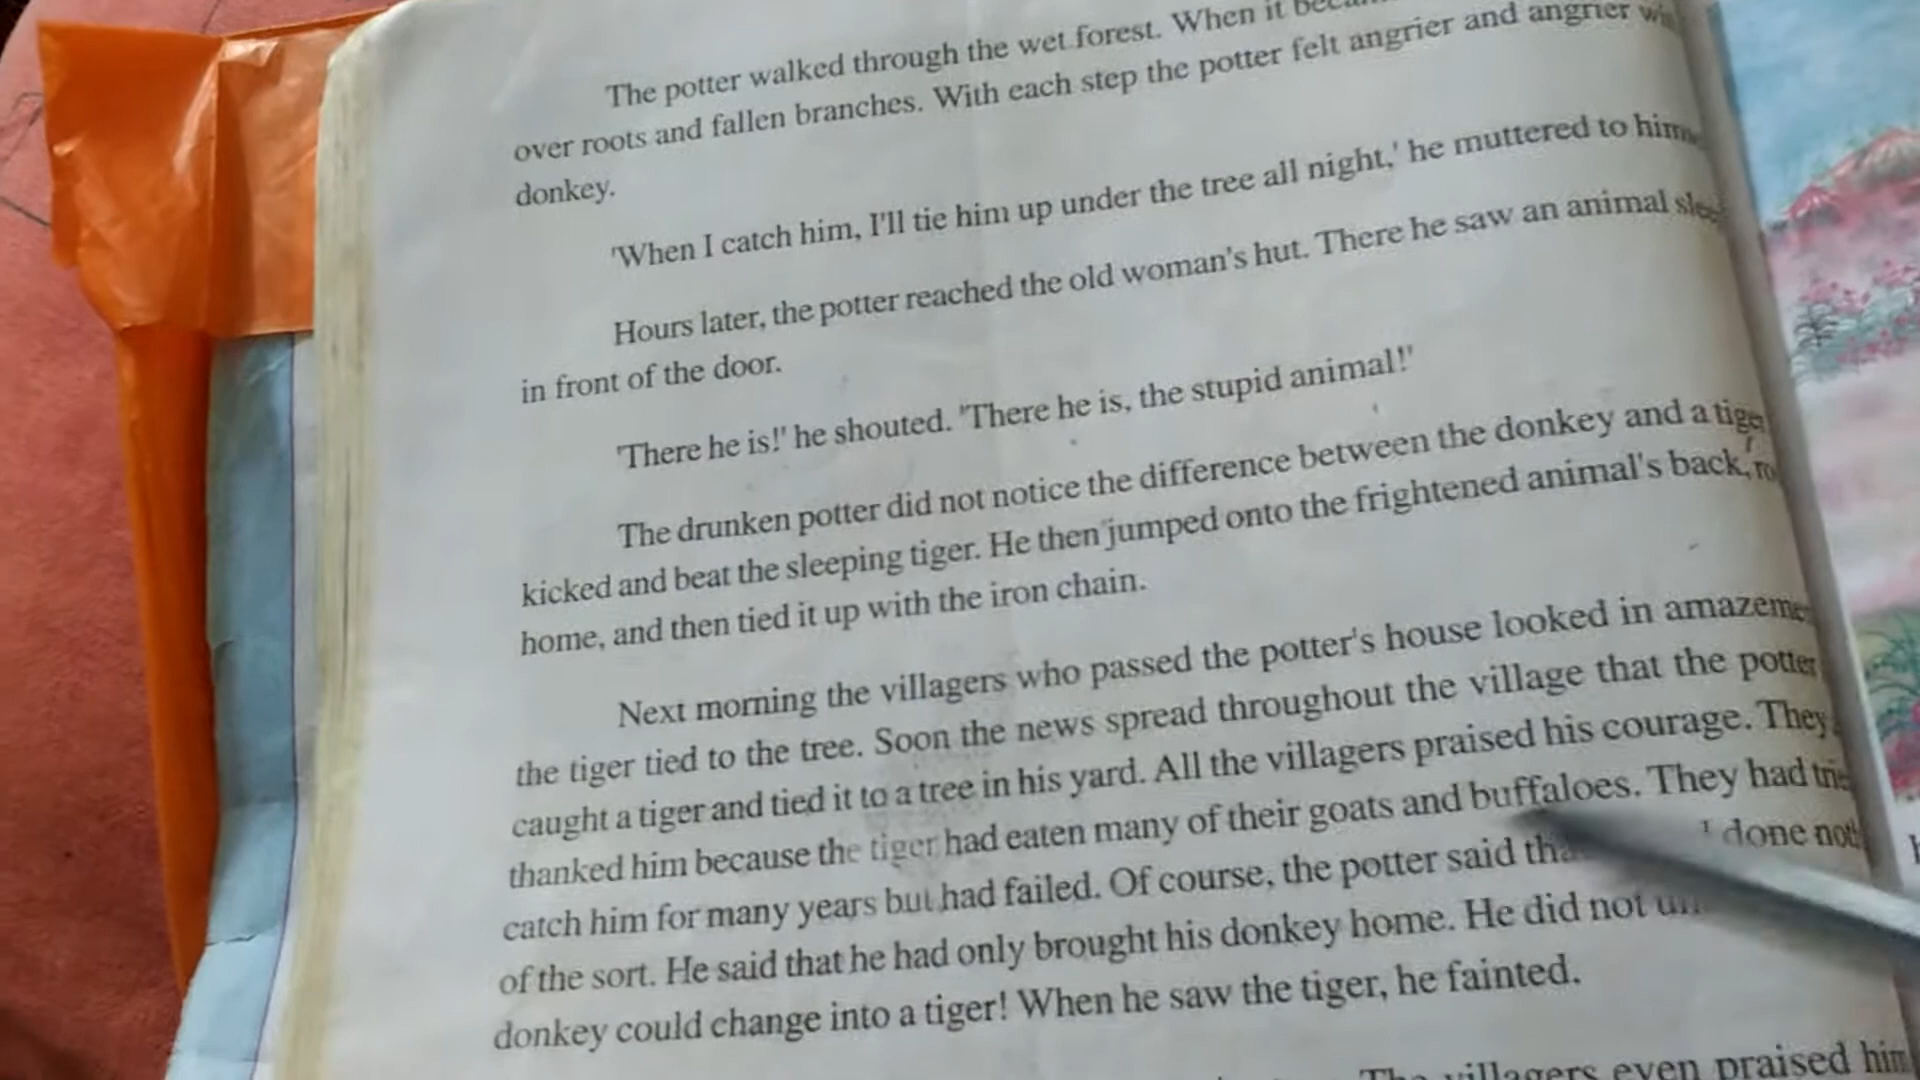 The potter walked through the wet forest. When it
over roots and fallen branches. With each step the potter felt angrier and angrier
donkey.
'When I catch him, I'll tie him up under the tree all night,' he muttered to
Hours later, the potter reached the old woman's hut. There he saw an animal
in front of the door.
'There he is!' he shouted. 'There he is, the stupid animal!'
The drunken potter did not notice the difference between the donkey and a tiger
kicked and beat the sleeping tiger. He then jumped onto the frightened animal's back,
home, and then tied it up with the iron chain.
Next morning the villagers who passed the potter's house looked in
the tiger tied to the tree. Soon the news spread throughout the village that the potter
caught a tiger and tied it to a tree in his yard. All the villagers praised his courage. They
thanked him because the tiger had eaten many of their goats and buffaloes. They had
catch him for many years but had failed. Of course, the potter said done
of the sort. He said that he had only brought his donkey home. He did not
donkey could change into a tiger! When he saw the tiger, he fainted.
villagers even praised him